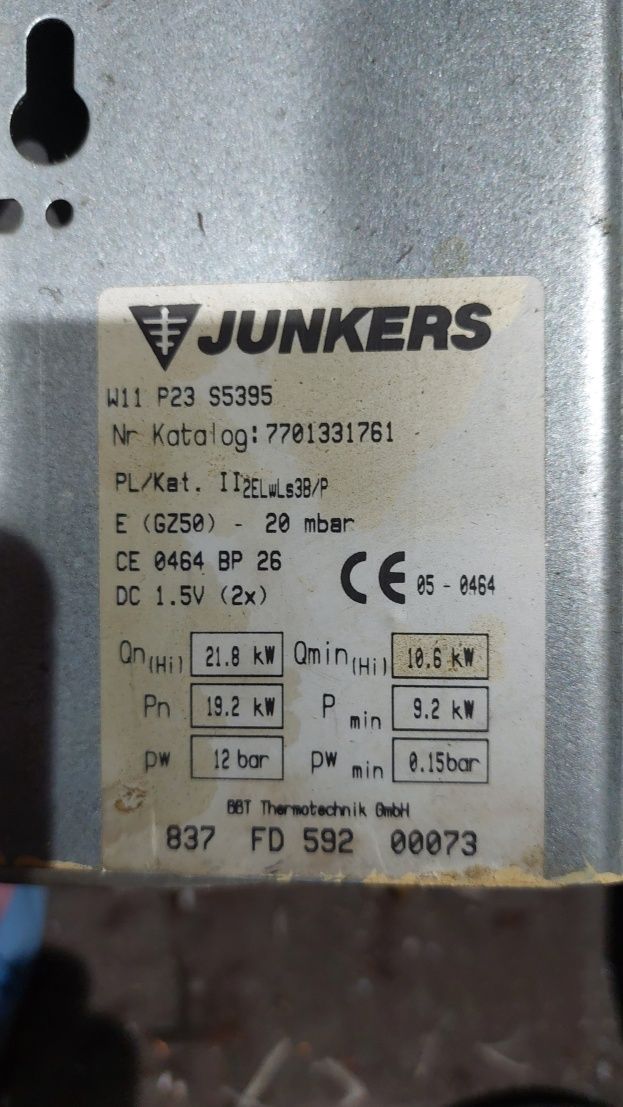 JUNKERS
W11 P23 S5395
Nr Katalog: 7701331761
PL/Kat. II2ELwLs3B/P
E (GZ50) - 20 mbar
CE 0464 BP 26
DC 1.5V (2x)
CE 05 - 0464
Qn(Hi) 21.8 kW Qmin(Hi) 10.6 kW
Pn 19.2 kW P min 9.2 kW
pw 12 bar pw min 0.15bar
BBT Thermotechnik GmbH
837 FD 592 00073